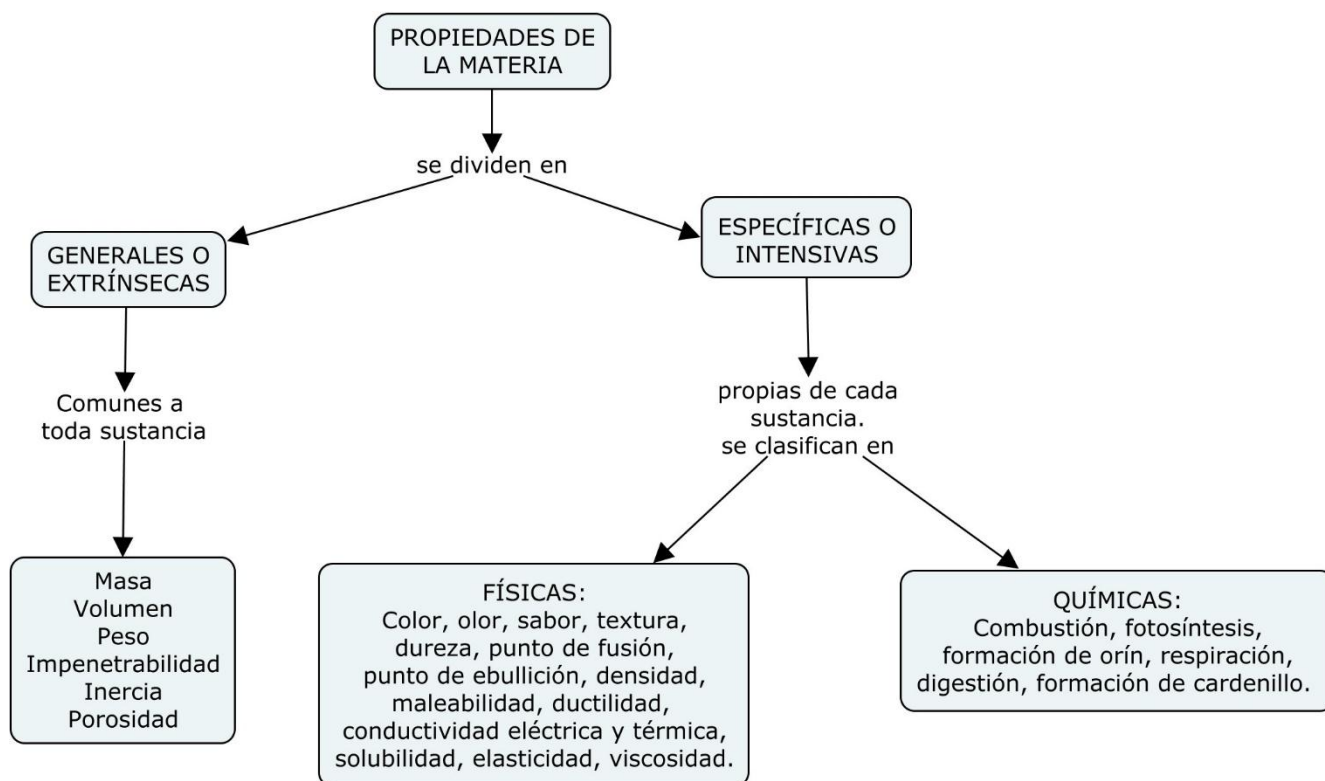 PROPIEDADES DE
LA MATERIA
se dividen en
GENERALES O
EXTRÍNSECAS
ESPECÍFICAS O
INTENSIVAS
Comunes a
toda sustancia
propias de cada
sustancia.
se clasifican en
Masa
Volumen
Peso
Impenetrabilidad
Inercia
Porosidad
FÍSICAS:
Color, olor, sabor, textura,
dureza, punto de fusión,
punto de ebullición, densidad,
maleabilidad, ductilidad,
conductividad eléctrica y térmica,
solubilidad, elasticidad, viscosidad.
QUÍMICAS:
Combustión, fotosíntesis,
formación de orín, respiración,
digestión, formación de cardenillo.